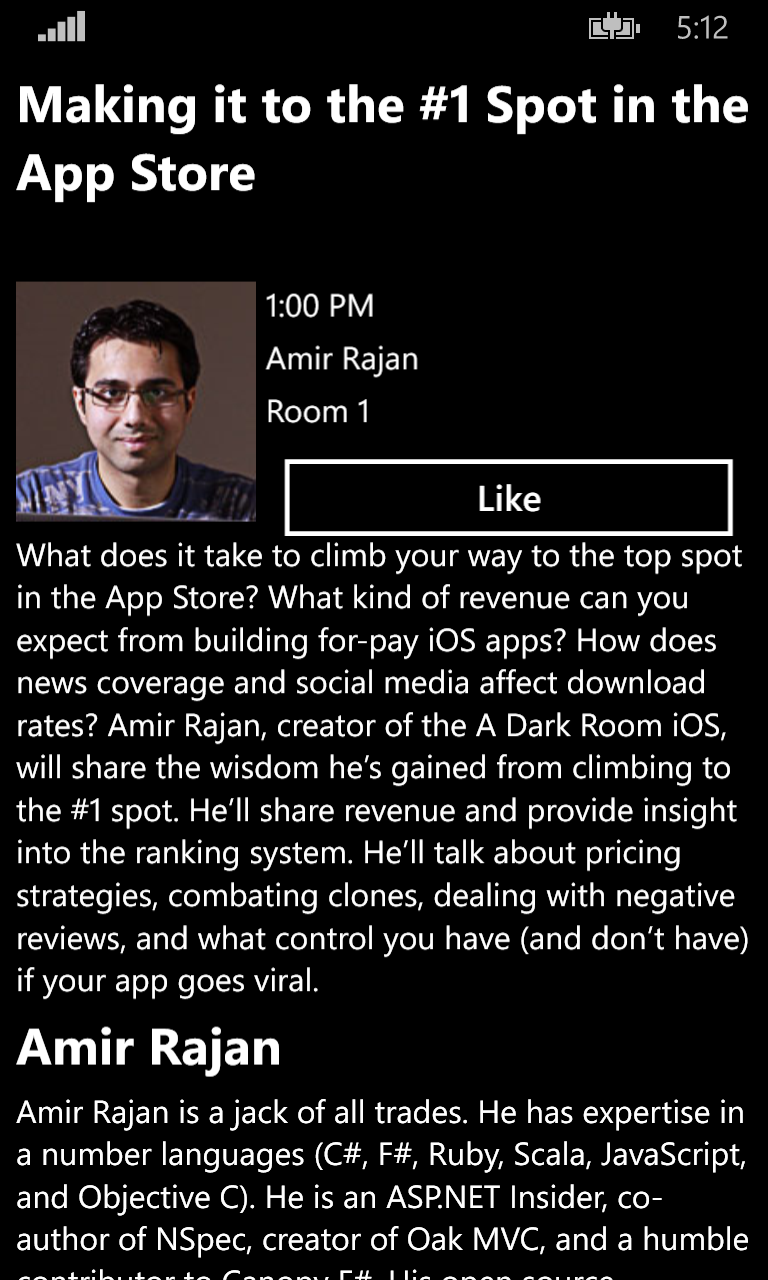 5:12
Making it to the #1 Spot in the
App Store
1:00 PM
Amir Rajan
Room 1
Like
What does it take to climb your way to the top spot
in the App Store? What kind of revenue can you
expect from building for-pay iOS apps? How does
news coverage and social media affect download
rates? Amir Rajan, creator of the A Dark Room iOS,
will share the wisdom he’s gained from climbing to
the #1 spot. He’ll share revenue and provide insight
into the ranking system. He’ll talk about pricing
strategies, combating clones, dealing with negative
reviews, and what control you have (and don’t have)
if your app goes viral.
Amir Rajan
Amir Rajan is a jack of all trades. He has expertise in
a number languages (C#, F#, Ruby, Scala, JavaScript,
and Objective C). He is an ASP.NET Insider, co-
author of NSpec, creator of Oak MVC, and a humble
contributor to Canopy F#. His open source